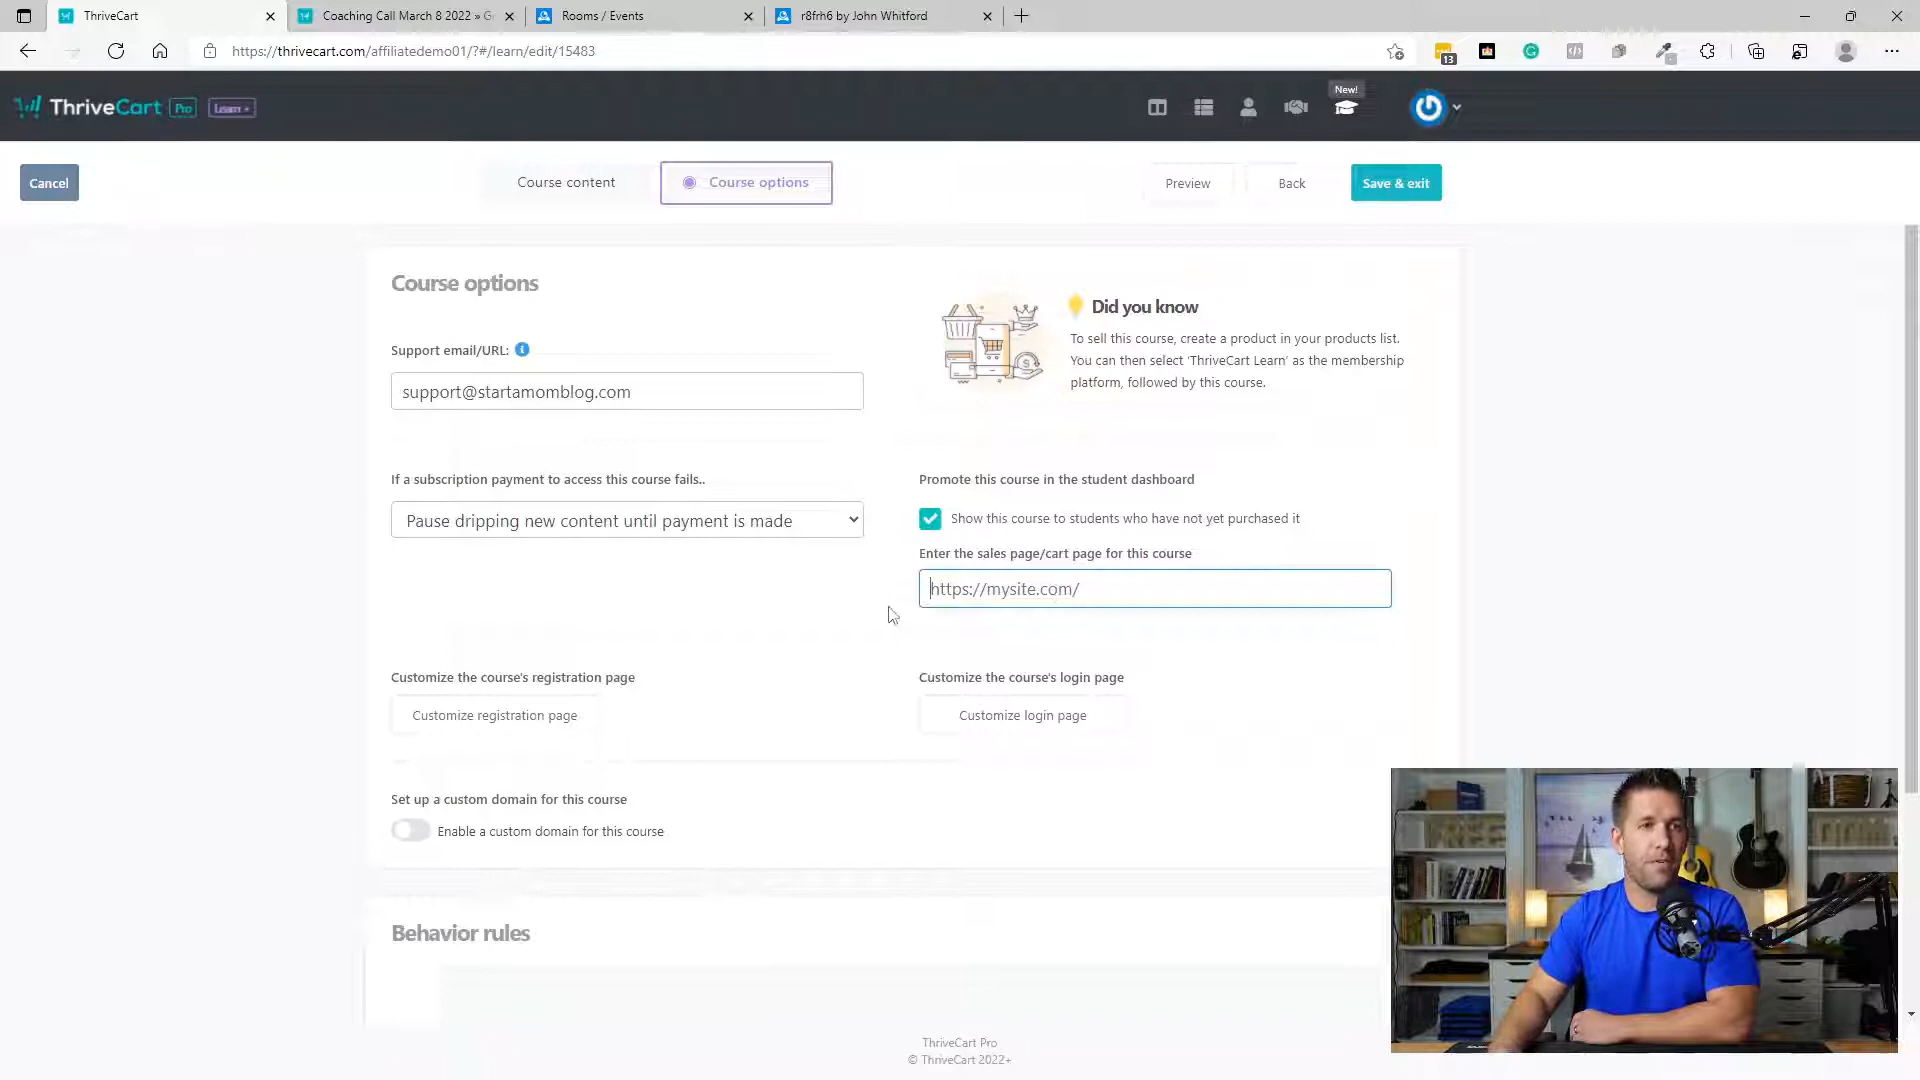 ThriveCart
Coaching Call March 8 2022 » G
Rooms / Events
r8frh6 by John Whitford
https://thrivecart.com/affiliatedemo01/?#/learn/edit/15483
13
ThriveCart Pro Learn +
New!
Cancel
Course content
Course options
Preview
Back
Save & exit
Course options
Did you know
To sell this course, create a product in your products list.
You can then select 'ThriveCart Learn' as the membership
platform, followed by this course.
Support email/URL:
support@startamomblog.com
If a subscription payment to access this course fails..
Pause dripping new content until payment is made
Promote this course in the student dashboard
Show this course to students who have not yet purchased it
Enter the sales page/cart page for this course
https://mysite.com/
Customize the course's registration page
Customize registration page
Customize the course's login page
Customize login page
Set up a custom domain for this course
Enable a custom domain for this course
Behavior rules
ThriveCart Pro
© ThriveCart 2022+